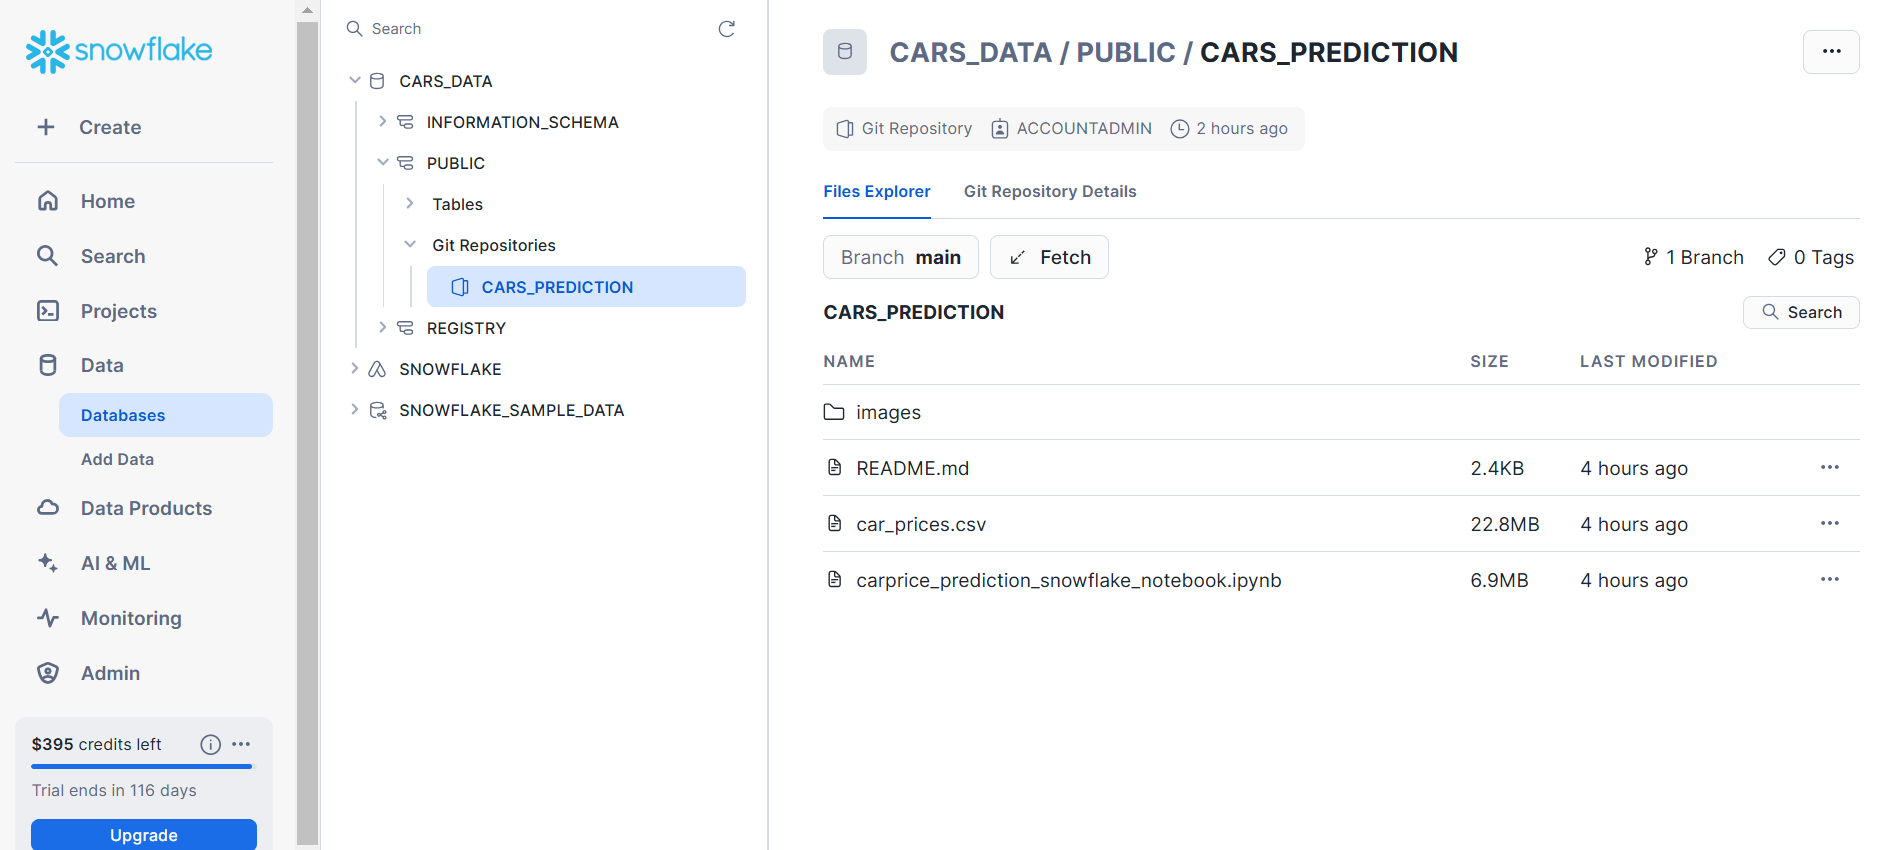 snowflake
Create
Home
Search
Projects
Data
Databases
Add Data
Data Products
AI & ML
Monitoring
Admin
$395 credits left
Trial ends in 116 days
Upgrade
Search
CARS_DATA
INFORMATION_SCHEMA
PUBLIC
Tables
Git Repositories
CARS_PREDICTION
REGISTRY
SNOWFLAKE
SNOWFLAKE_SAMPLE_DATA
CARS_DATA / PUBLIC / CARS_PREDICTION
Git Repository ACCOUNTADMIN 2 hours ago
Files Explorer Git Repository Details
Branch main Fetch 1 Branch 0 Tags
CARS_PREDICTION Search
NAME SIZE LAST MODIFIED
images
README.md 2.4KB 4 hours ago
car_prices.csv 22.8MB 4 hours ago
carprice_prediction_snowflake_notebook.ipynb 6.9MB 4 hours ago